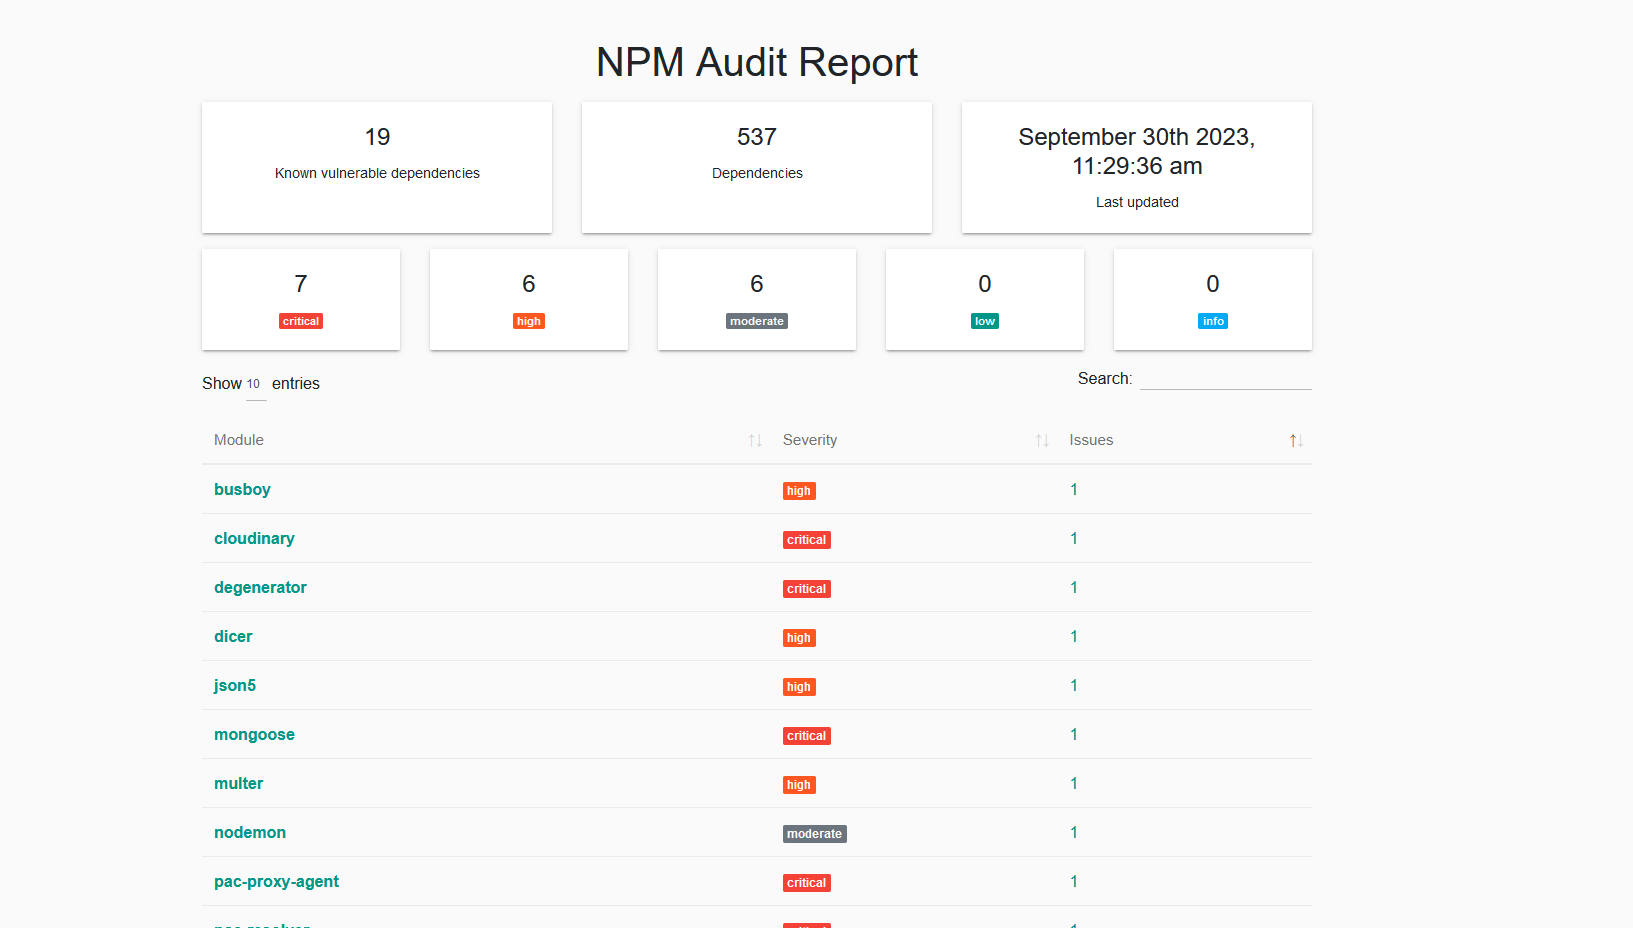 NPM Audit Report
19
Known vulnerable dependencies
537
Dependencies
September 30th 2023,
11:29:36 am
Last updated
7
critical
6
high
6
moderate
0
low
0
info
Show 10 entries
Search:
Module Severity Issues
busboy high 1
cloudinary critical 1
degenerator critical 1
dicer high 1
json5 high 1
mongoose critical 1
multer high 1
nodemon moderate 1
pac-proxy-agent critical 1